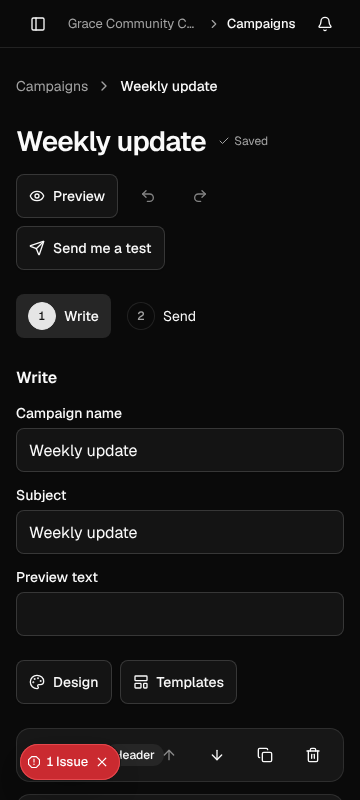 Grace Community C... > Campaigns
Campaigns > Weekly update
Weekly update Saved
Preview
Send me a test
1 Write 2 Send
Write
Campaign name
Weekly update
Subject
Weekly update
Preview text
Design Templates
1 Issue Header